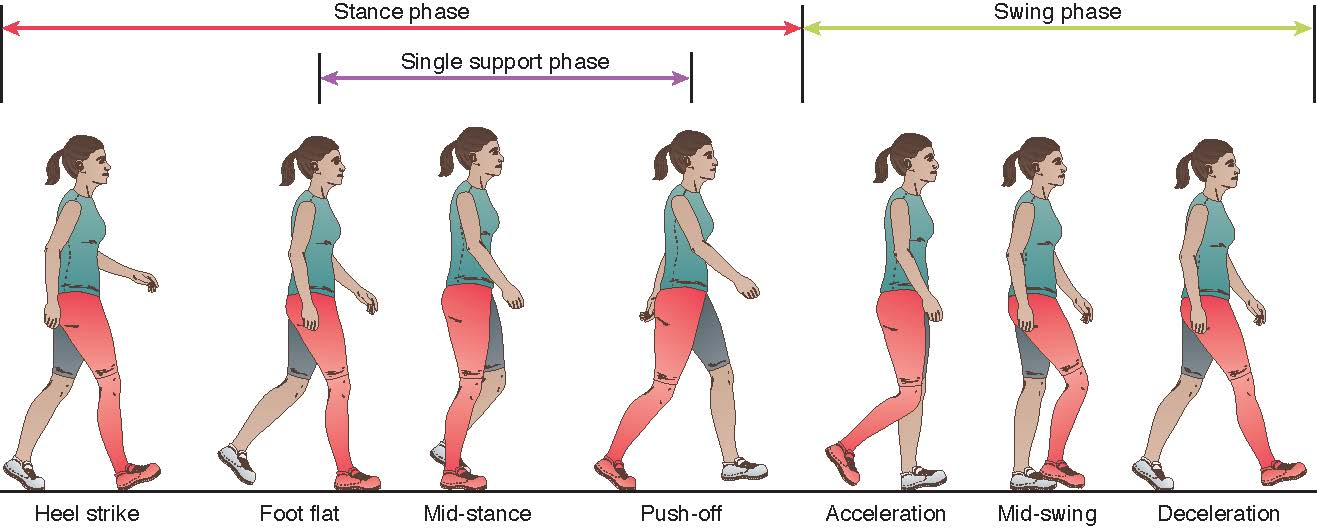 Stance phase
Swing phase
Single support phase
Heel strike
Foot flat
Mid-stance
Push-off
Acceleration
Mid-swing
Deceleration